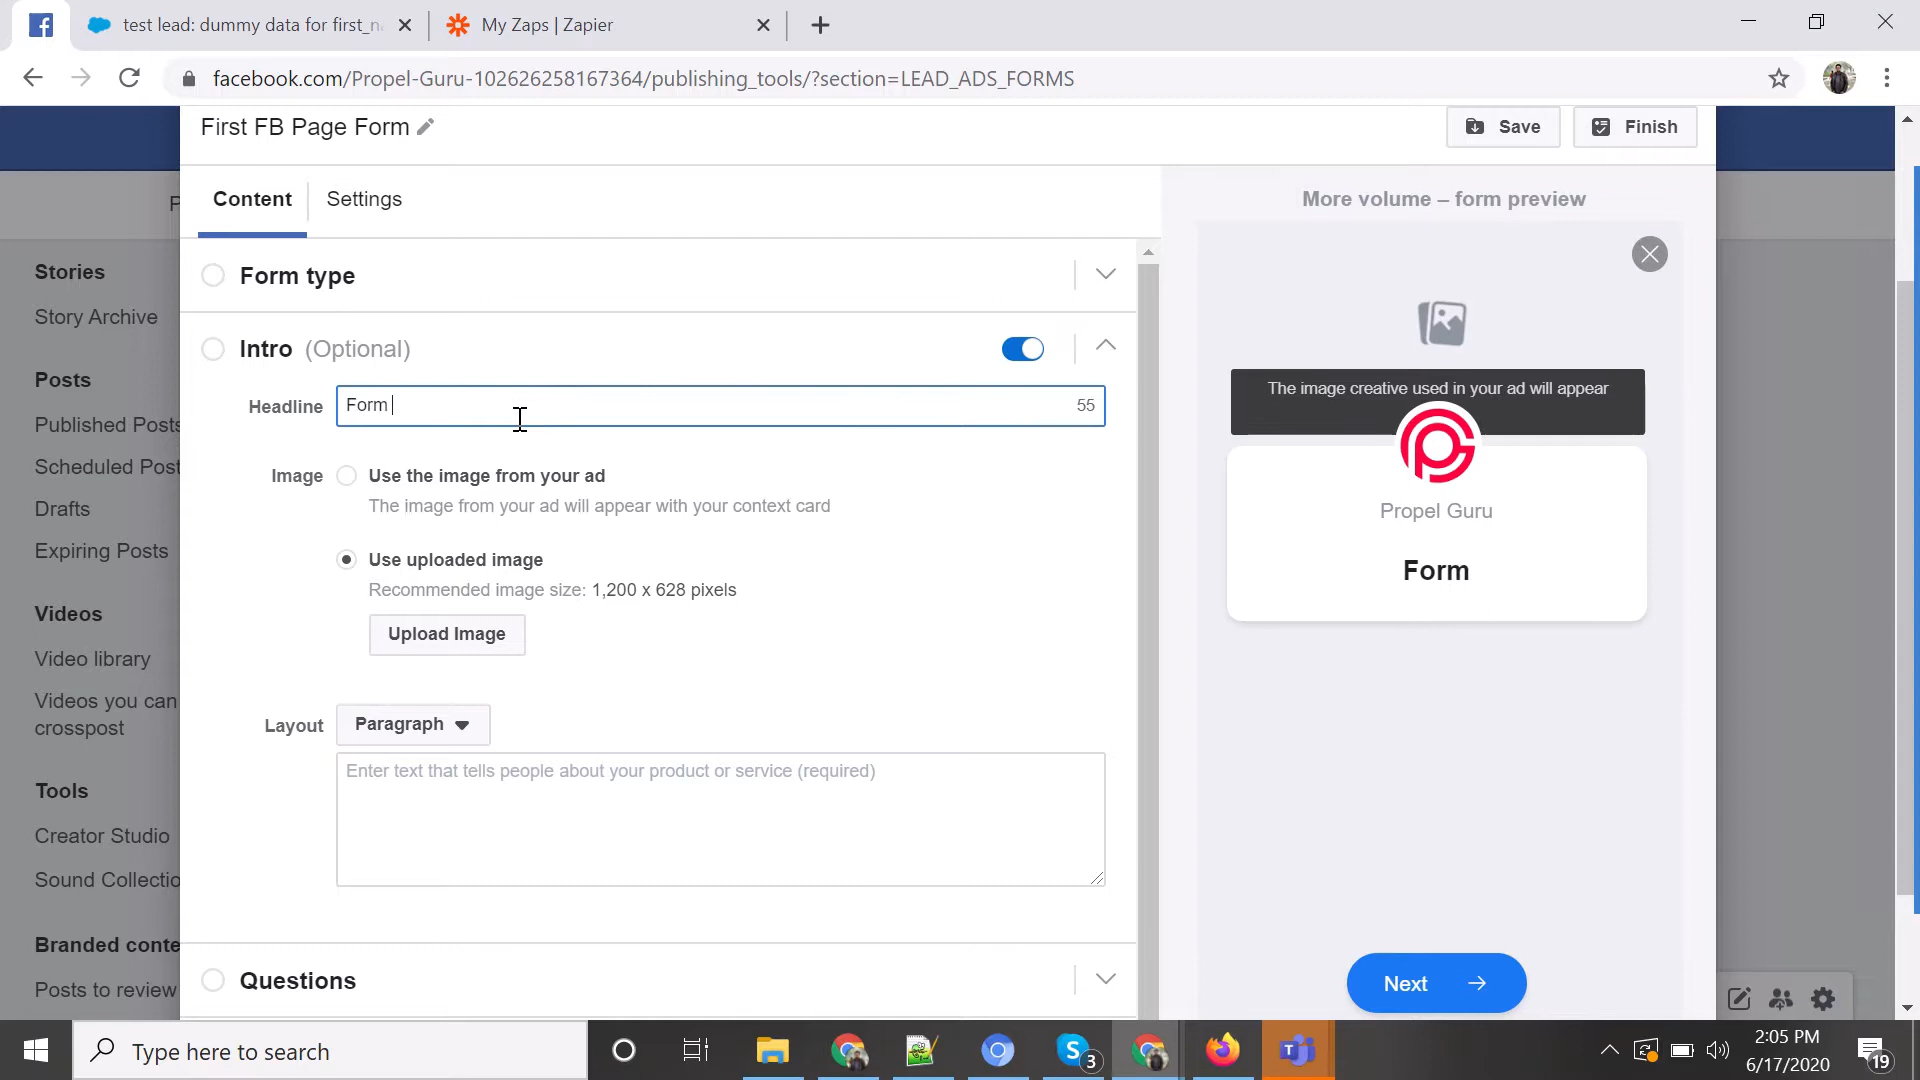 test lead: dummy data for first_n
My Zaps | Zapier
facebook.com/Propel-Guru-102626258167364/publishing_tools/?section=LEAD_ADS_FORMS
First FB Page Form
Save
Finish
Content
Settings
More volume – form preview
Stories
Story Archive
Posts
Published Posts
Scheduled Post
Drafts
Expiring Posts
Videos
Video library
Videos you can
crosspost
Tools
Creator Studio
Sound Collectio
Branded conte
Posts to review
Form type
Intro (Optional)
Headline
Form
55
Image
Use the image from your ad
The image from your ad will appear with your context card
Use uploaded image
Recommended image size: 1,200 x 628 pixels
Upload Image
Layout
Paragraph
Enter text that tells people about your product or service (required)
Questions
The image creative used in your ad will appear
Propel Guru
Form
Next
Type here to search
3
2:05 PM
6/17/2020
19